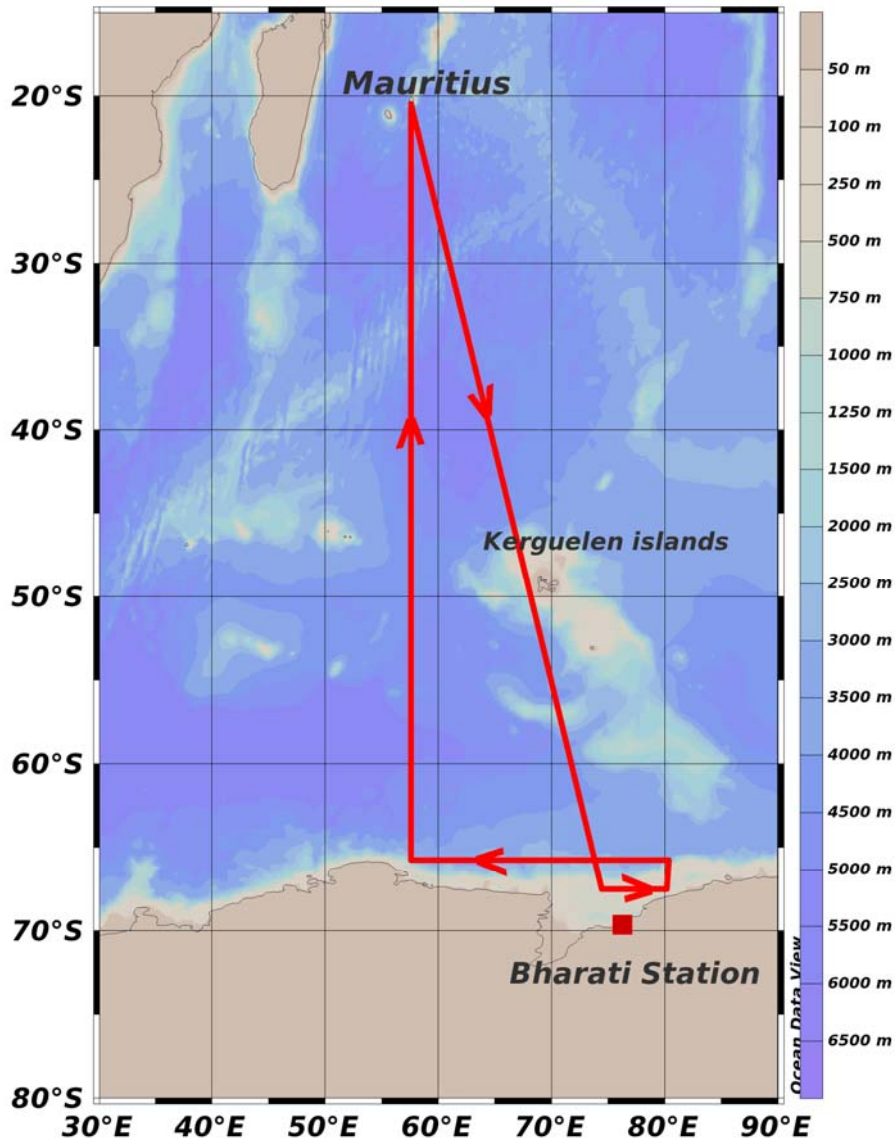 Mauritius
Kerguelen islands
Bharati Station
20°S
30°S
40°S
50°S
60°S
70°S
80°S
30°E
40°E
50°E
60°E
70°E
80°E
90°E
50 m
100 m
250 m
500 m
750 m
1000 m
1250 m
1500 m
2000 m
2500 m
3000 m
3500 m
4000 m
4500 m
5000 m
5500 m
6000 m
6500 m
Ocean Data View